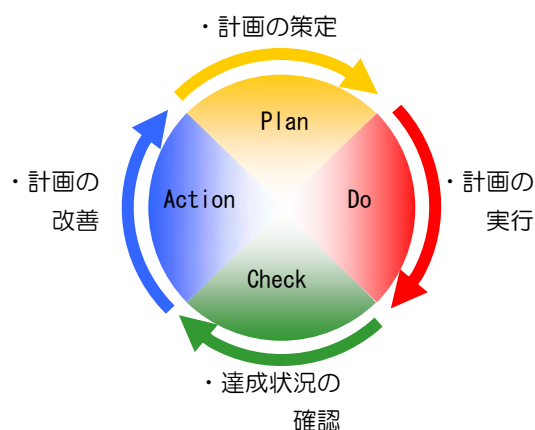 ・計画の策定
Plan
・計画の
改善
Action
Do
・計画の
実行
Check
・達成状況の
確認